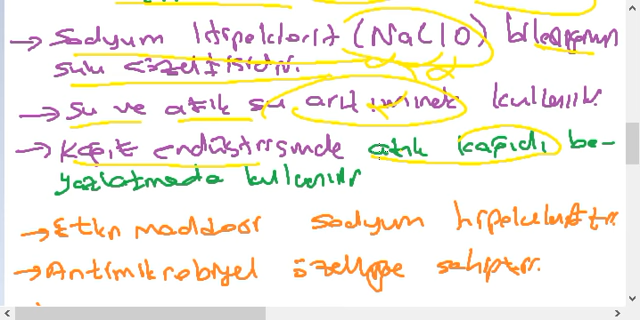 → Sodyum hipoklorit (NaClO) bileşiğinin
sulu çözeltisidir.
→ Su ve atık su arıtımında kullanılır.
→ Kağıt endüstrisinde atık kağıdı be-
yazlatmada kullanılır
→ Etkin maddesi sodyum hipoklorittir.
→ Antimikrobiyel özelliğe sahiptir.